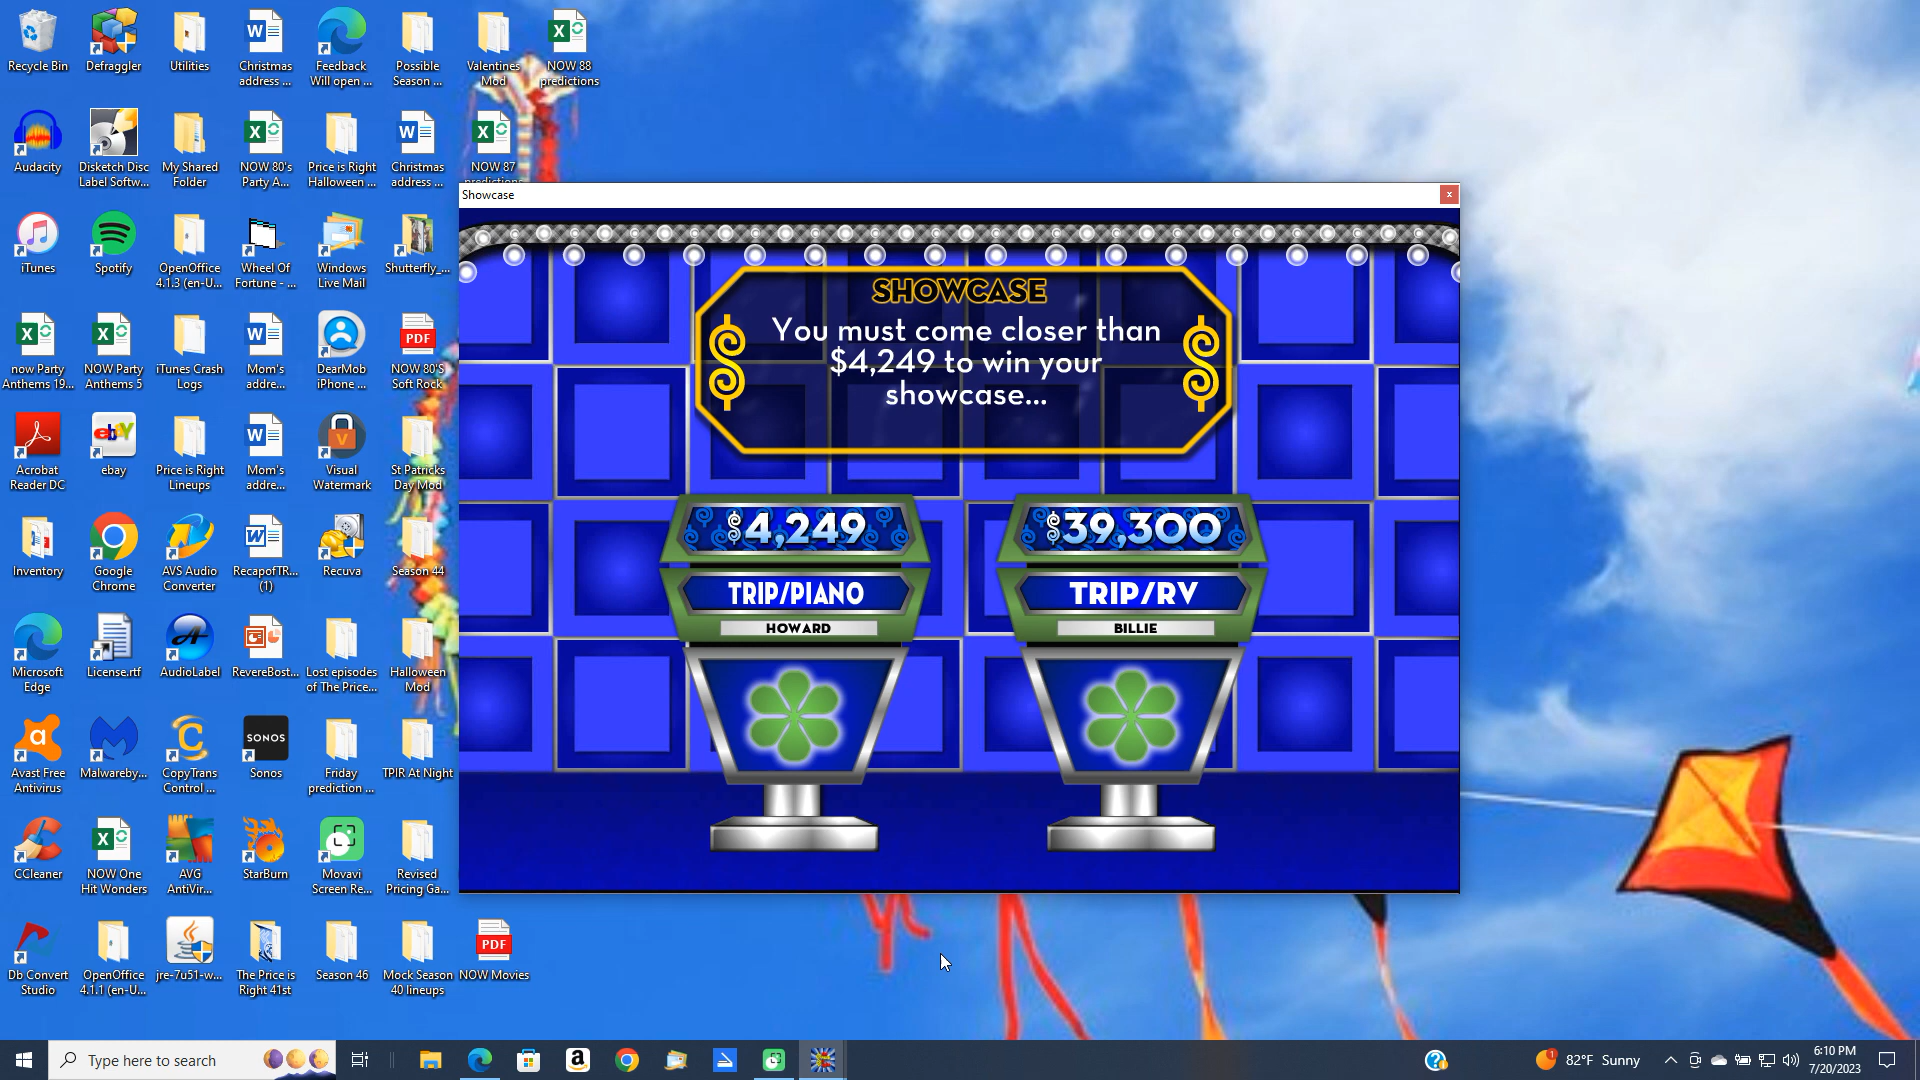 Recycle Bin
Defraggler
Utilities
Christmas
address ...
Feedback
Will open ...
Possible
Season ...
Valentines
Mod
NOW 88
predictions
Audacity
Disketch Disc
Label Softw...
My Shared
Folder
NOW 80's
Party A...
Price is Right
Halloween ...
Christmas
address ...
NOW 87
predictions
iTunes
Spotify
OpenOffice
4.1.3 (en-U...
Wheel Of
Fortune - ...
Windows
Live Mail
Shutterfly_...
now Party
Anthems 19...
NOW Party
Anthems 5
iTunes Crash
Logs
Mom's
addre...
DearMob
iPhone ...
PDF
NOW 80'S
Soft Rock
Acrobat
Reader DC
ebay
Price is Right
Lineups
Mom's
addre...
Visual
Watermark
St Patricks
Day Mod
Inventory
Google
Chrome
AVS Audio
Converter
RecapofTR...
(1)
Recuva
Season 44
Microsoft
Edge
License.rtf
AudioLabel
RevereBost...
Lost episodes
of The Price...
Halloween
Mod
Avast Free
Antivirus
Malwareby...
CopyTrans
Control ...
SONOS
Sonos
Friday
prediction ...
TPIR At Night
CCleaner
NOW One
Hit Wonders
AVG
AntiVir...
StarBurn
Movavi
Screen Re...
Revised
Pricing Ga...
Db Convert
Studio
OpenOffice
4.1.1 (en-U...
jre-7u51-w...
The Price is
Right 41st
Season 46
Mock Season
40 lineups
PDF
NOW Movies
Showcase
SHOWCASE
You must come closer than
$4,249 to win your
showcase...
$4,249
TRIP/PIANO
HOWARD
$39,300
TRIP/RV
BILLIE
Type here to search
82°F Sunny
6:10 PM
7/20/2023